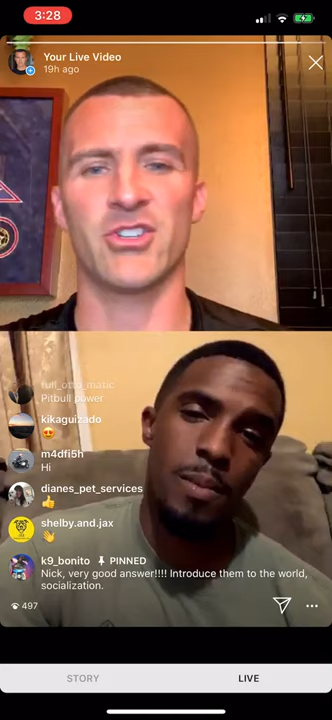 3:28
Your Live Video
19h ago
full_otto_matic
Pitbull power
kikaguizado
😍
m4dfi5h
Hi
dianes_pet_services
👍
shelby.and.jax
👋
k9_bonito PINNED
Nick, very good answer!!!! Introduce them to the world,
socialization.
497
STORY LIVE